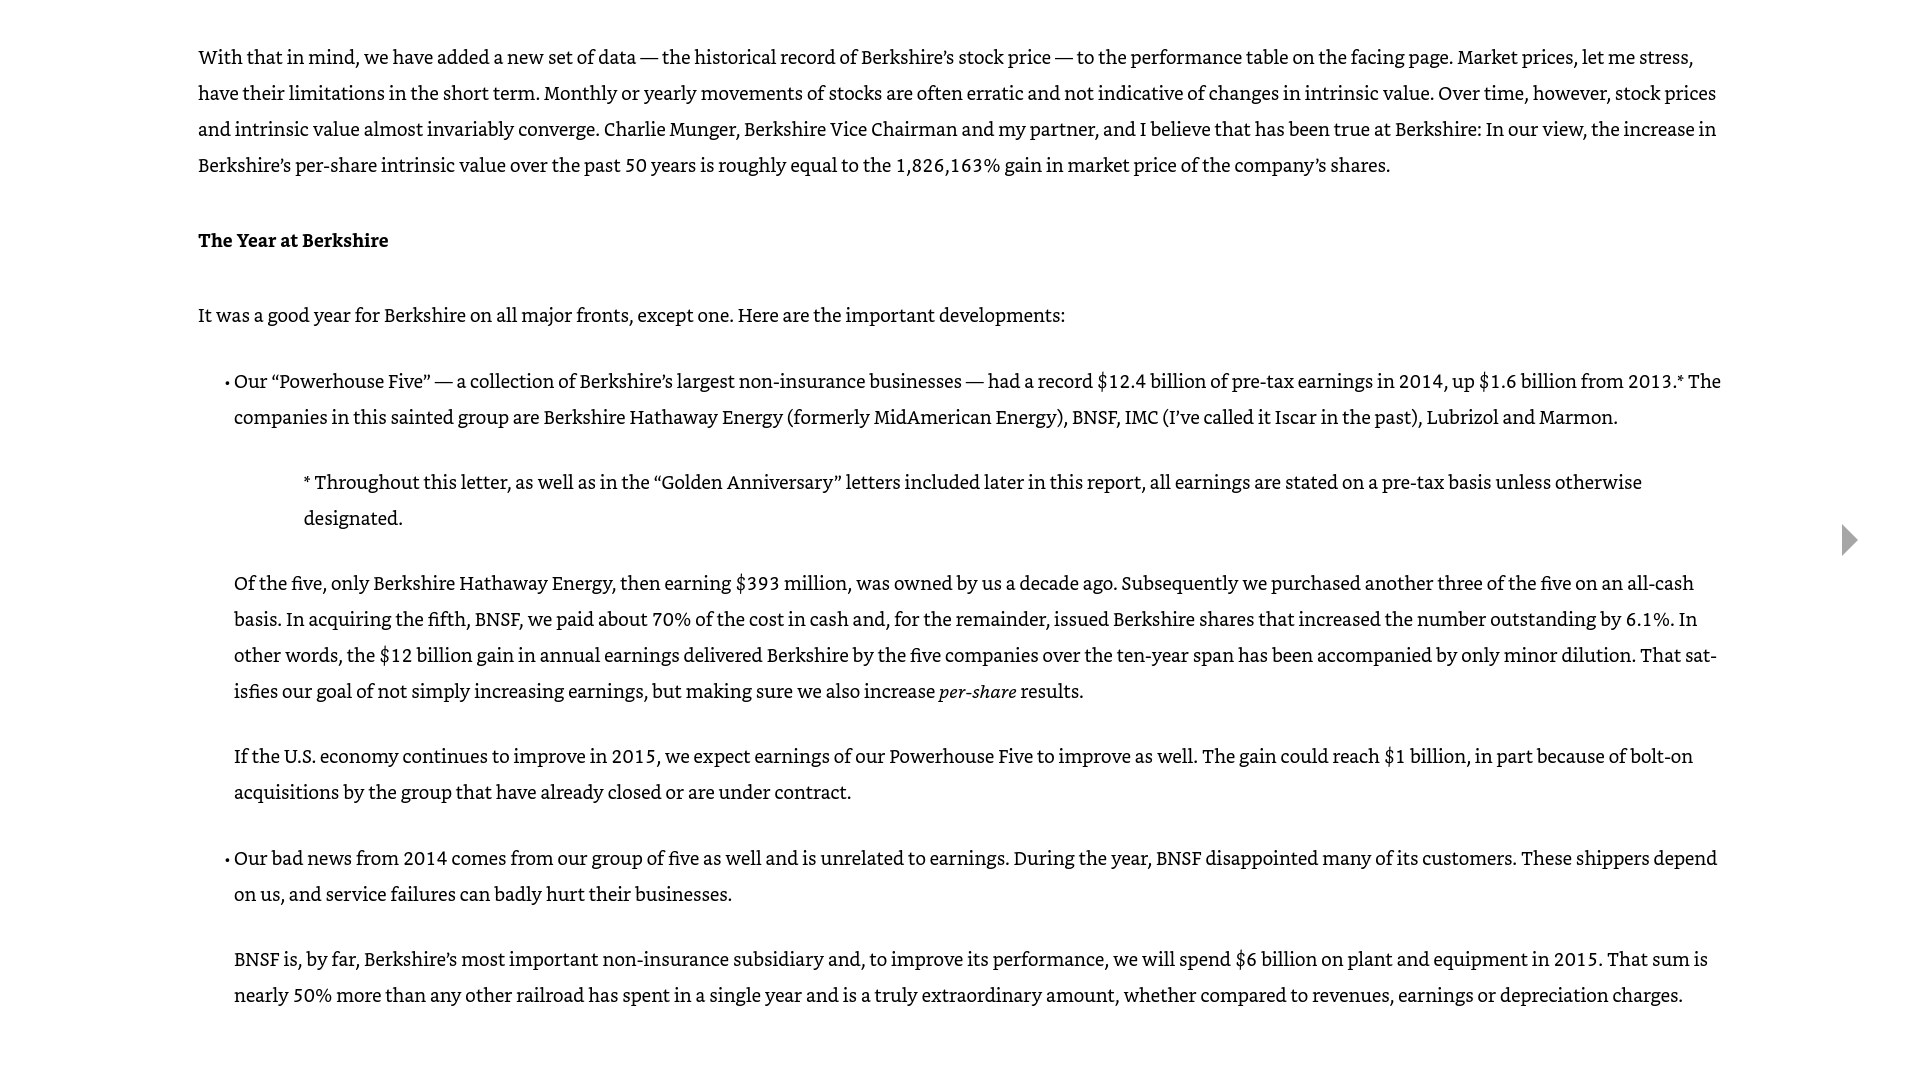 With that in mind, we have added a new set of data — the historical record of Berkshire’s stock price — to the performance table on the facing page. Market prices, let me stress,
have their limitations in the short term. Monthly or yearly movements of stocks are often erratic and not indicative of changes in intrinsic value. Over time, however, stock prices
and intrinsic value almost invariably converge. Charlie Munger, Berkshire Vice Chairman and my partner, and I believe that has been true at Berkshire: In our view, the increase in
Berkshire’s per-share intrinsic value over the past 50 years is roughly equal to the 1,826,163% gain in market price of the company’s shares.
The Year at Berkshire
It was a good year for Berkshire on all major fronts, except one. Here are the important developments:
• Our “Powerhouse Five” — a collection of Berkshire’s largest non-insurance businesses — had a record $12.4 billion of pre-tax earnings in 2014, up $1.6 billion from 2013.* The
companies in this sainted group are Berkshire Hathaway Energy (formerly MidAmerican Energy), BNSF, IMC (I’ve called it Iscar in the past), Lubrizol and Marmon.
* Throughout this letter, as well as in the “Golden Anniversary” letters included later in this report, all earnings are stated on a pre-tax basis unless otherwise
designated.
Of the five, only Berkshire Hathaway Energy, then earning $393 million, was owned by us a decade ago. Subsequently we purchased another three of the five on an all-cash
basis. In acquiring the fifth, BNSF, we paid about 70% of the cost in cash and, for the remainder, issued Berkshire shares that increased the number outstanding by 6.1%. In
other words, the $12 billion gain in annual earnings delivered Berkshire by the five companies over the ten-year span has been accompanied by only minor dilution. That sat-
isfies our goal of not simply increasing earnings, but making sure we also increase per-share results.
If the U.S. economy continues to improve in 2015, we expect earnings of our Powerhouse Five to improve as well. The gain could reach $1 billion, in part because of bolt-on
acquisitions by the group that have already closed or are under contract.
• Our bad news from 2014 comes from our group of five as well and is unrelated to earnings. During the year, BNSF disappointed many of its customers. These shippers depend
on us, and service failures can badly hurt their businesses.
BNSF is, by far, Berkshire’s most important non-insurance subsidiary and, to improve its performance, we will spend $6 billion on plant and equipment in 2015. That sum is
nearly 50% more than any other railroad has spent in a single year and is a truly extraordinary amount, whether compared to revenues, earnings or depreciation charges.